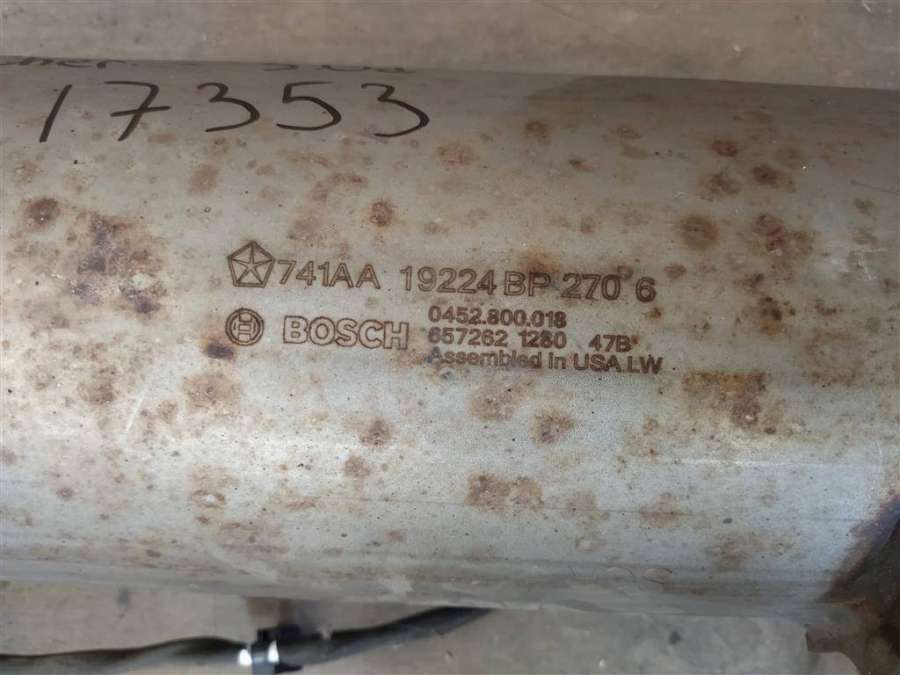 17353
741AA 19224 BP 270 6
BOSCH
0452.800.018
657262 1280 47B
Assembled in USA.LW